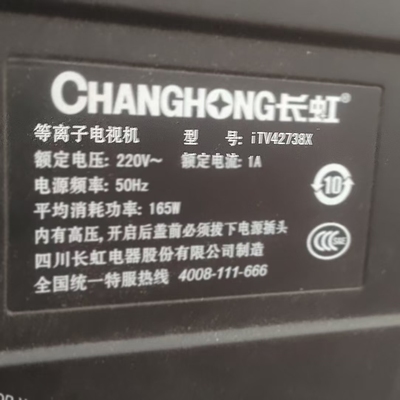 CHANGHONG长虹®
等离子电视机 型 号: iTV42738X
额定电压: 220V~ 额定电流: 1A
电源频率: 50Hz
平均消耗功率: 165W
内有高压,开启后盖前必须拔下电源插头
四川长虹电器股份有限公司制造
全国统一特服热线 4008-111-666
10
CCC